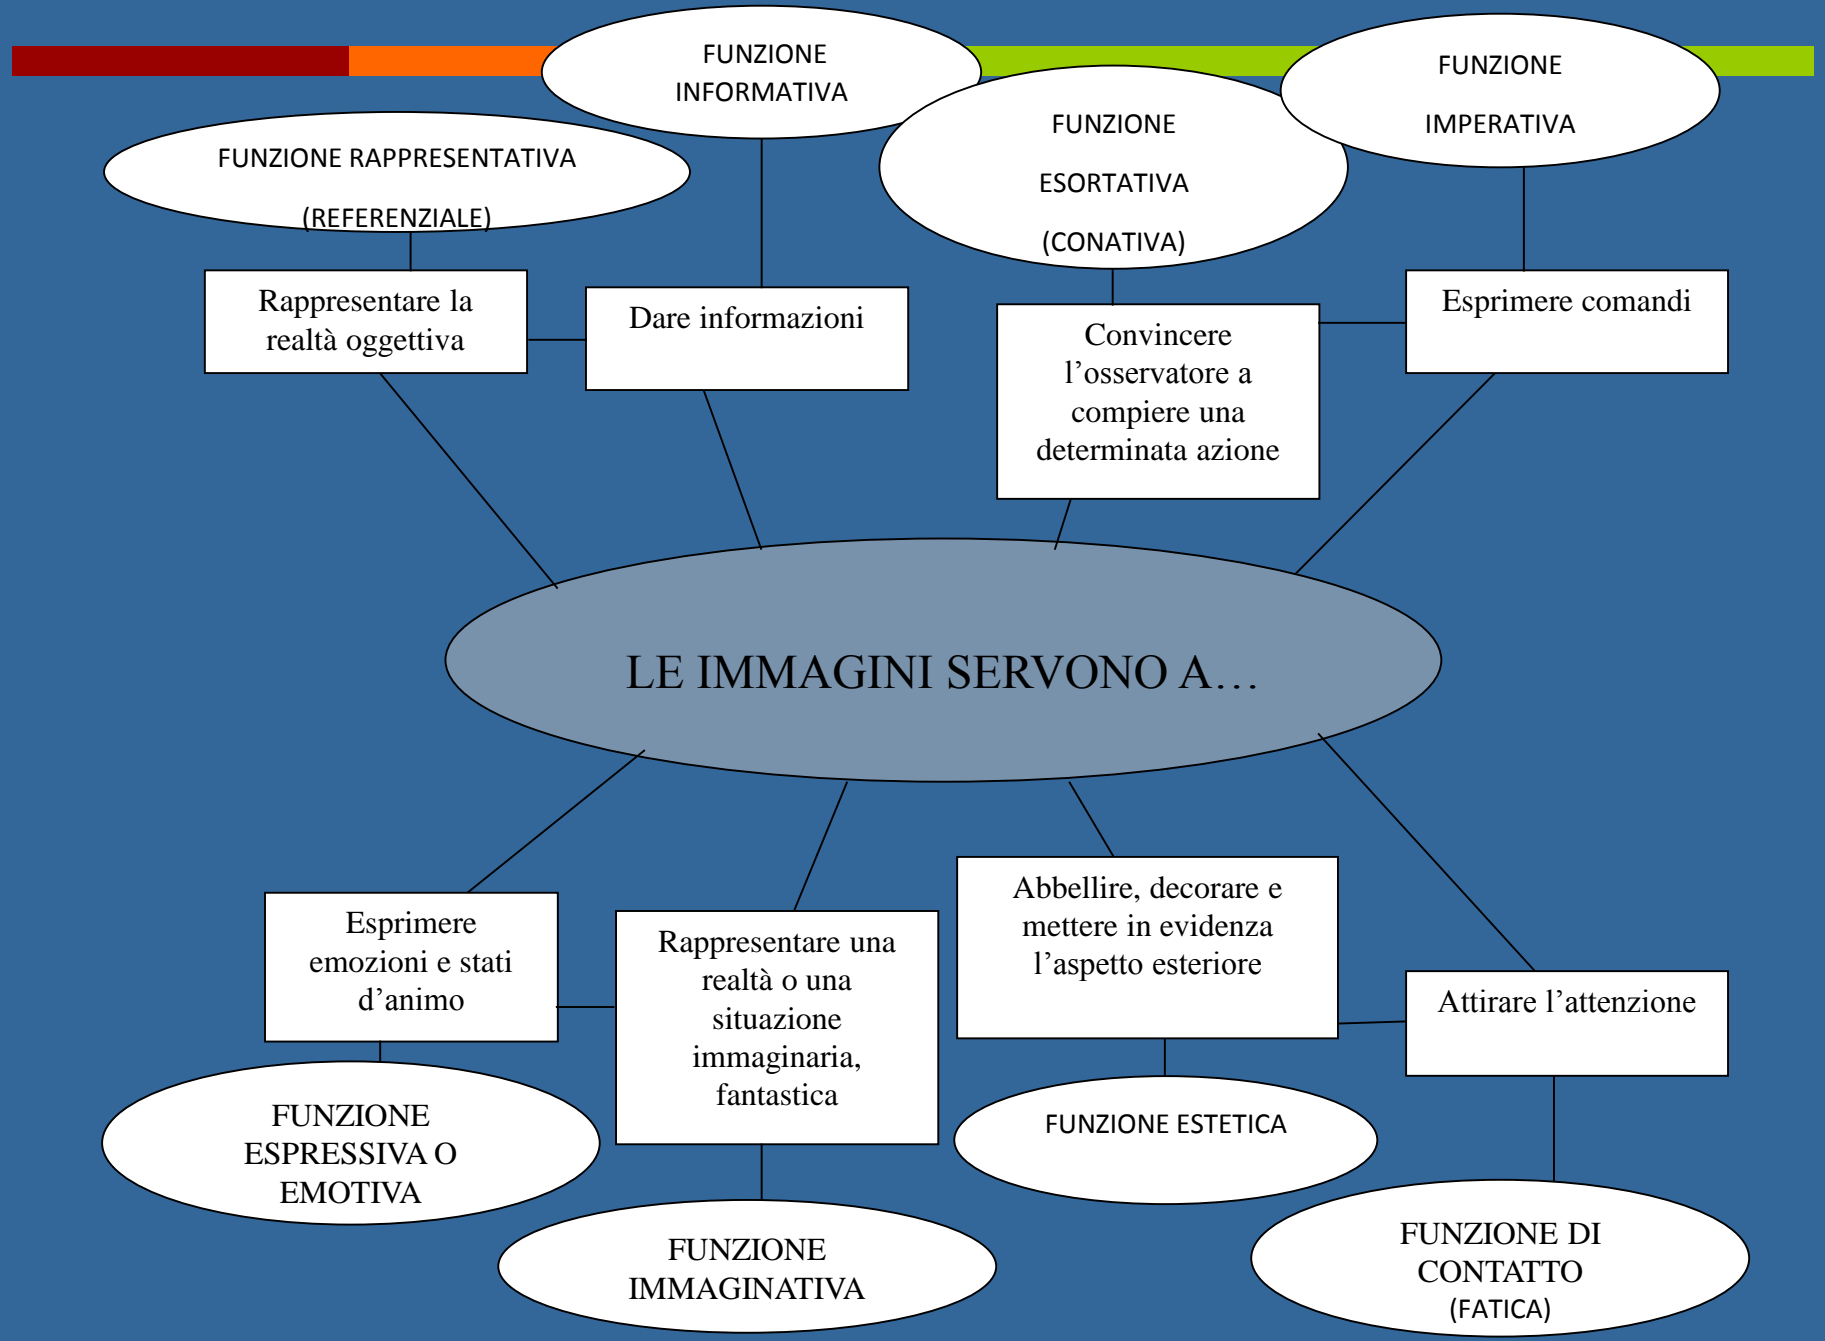 FUNZIONE
INFORMATIVA
FUNZIONE
IMPERATIVA
FUNZIONE
ESORTATIVA
(CONATIVA)
FUNZIONE RAPPRESENTATIVA
(REFERENZIALE)
Rappresentare la
realtà oggettiva
Dare informazioni
Convincere
l’osservatore a
compiere una
determinata azione
Esprimere comandi
LE IMMAGINI SERVONO A…
Esprimere
emozioni e stati
d’animo
Rappresentare una
realtà o una
situazione
immaginaria,
fantastica
Abbellire, decorare e
mettere in evidenza
l’aspetto esteriore
Attirare l’attenzione
FUNZIONE
ESPRESSIVA O
EMOTIVA
FUNZIONE
IMMAGINATIVA
FUNZIONE ESTETICA
FUNZIONE DI
CONTATTO
(FATICA)